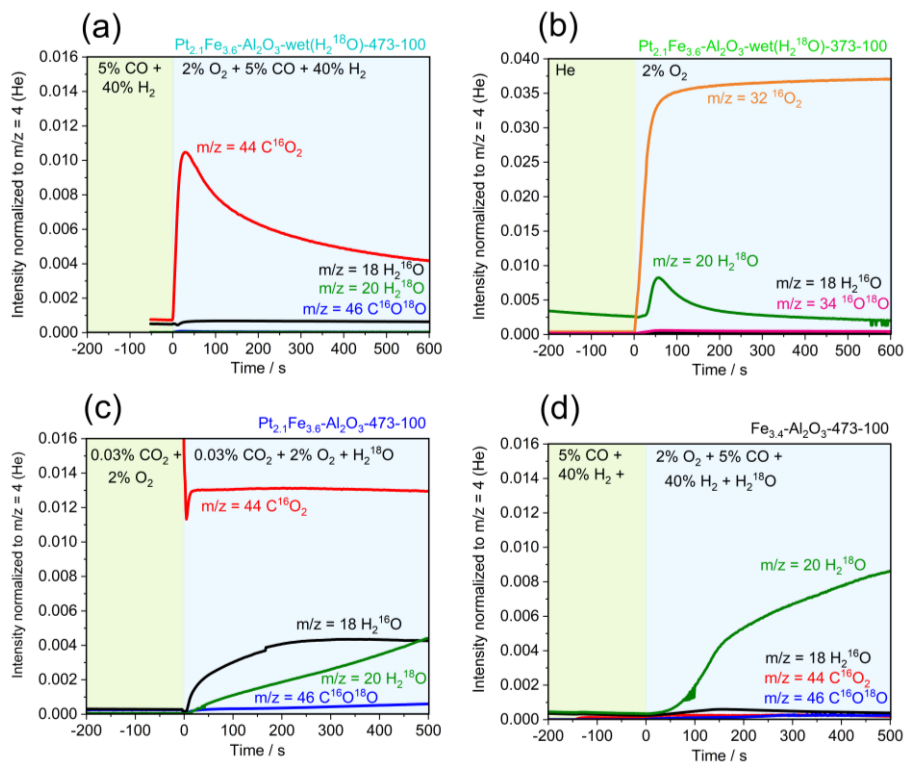 (a)
Pt₂.₁Fe₃.₆-Al₂O₃-wet(H₂¹⁸O)-473-100
5% CO +
40% H₂
2% O₂ + 5% CO + 40% H₂
m/z = 44 C¹⁶O₂
m/z = 18 H₂¹⁶O
m/z = 20 H₂¹⁸O
m/z = 46 C¹⁶O¹⁸O
Intensity normalized to m/z = 4 (He)
0.016
0.014
0.012
0.010
0.008
0.006
0.004
0.002
0.000
-200 -100 0 100 200 300 400 500 600
Time / s
(b)
Pt₂.₁Fe₃.₆-Al₂O₃-wet(H₂¹⁸O)-373-100
He
2% O₂
m/z = 32 ¹⁶O₂
m/z = 20 H₂¹⁸O
m/z = 18 H₂¹⁶O
m/z = 34 ¹⁶O¹⁸O
Intensity normalized to m/z = 4 (He)
0.040
0.035
0.030
0.025
0.020
0.015
0.010
0.005
0.000
-200 -100 0 100 200 300 400 500 600
Time / s
(c)
Pt₂.₁Fe₃.₆-Al₂O₃-473-100
0.03% CO₂ +
2% O₂
0.03% CO₂ + 2% O₂ + H₂¹⁸O
m/z = 44 C¹⁶O₂
m/z = 18 H₂¹⁶O
m/z = 20 H₂¹⁸O
m/z = 46 C¹⁶O¹⁸O
Intensity normalized to m/z = 4 (He)
0.016
0.014
0.012
0.010
0.008
0.006
0.004
0.002
0.000
-200 -100 0 100 200 300 400 500
Time / s
(d)
Fe₃.₄-Al₂O₃-473-100
5% CO +
40% H₂ +
2% O₂ + 5% CO +
40% H₂ + H₂¹⁸O
m/z = 20 H₂¹⁸O
m/z = 18 H₂¹⁶O
m/z = 44 C¹⁶O₂
m/z = 46 C¹⁶O¹⁸O
Intensity normalized to m/z = 4 (He)
0.016
0.014
0.012
0.010
0.008
0.006
0.004
0.002
0.000
-200 -100 0 100 200 300 400 500
Time / s